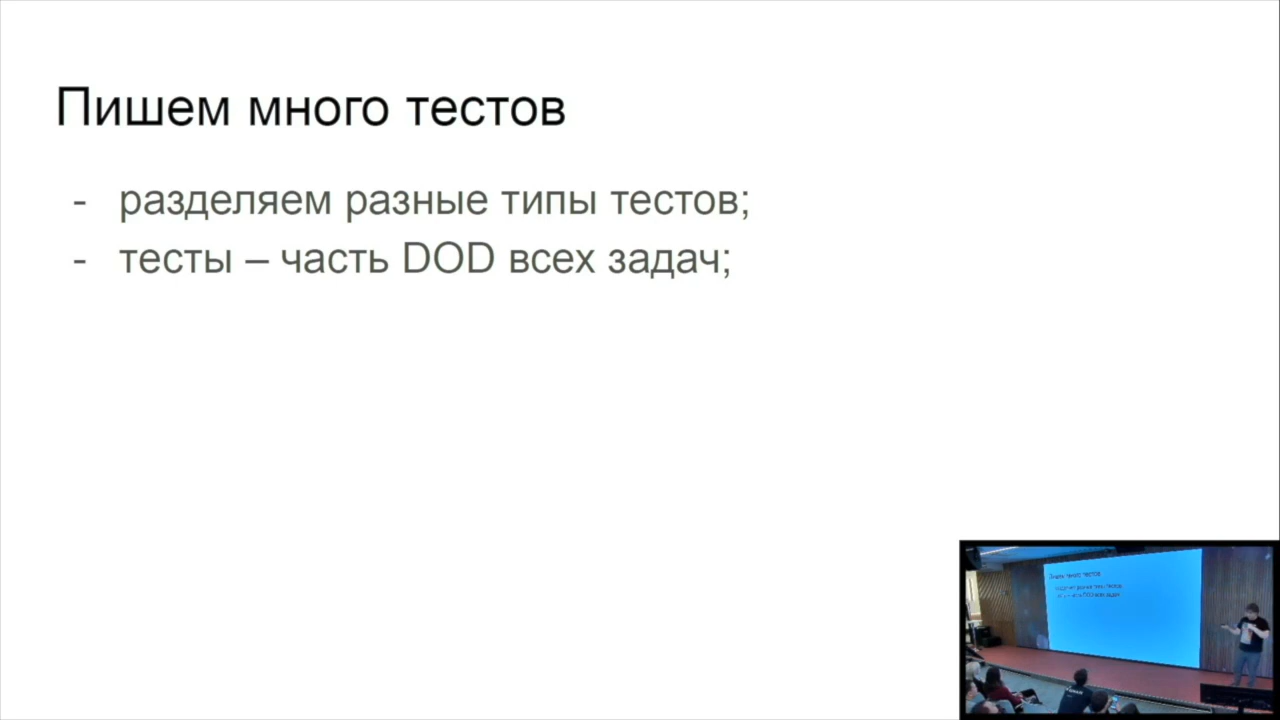 Пишем много тестов
- разделяем разные типы тестов;
- тесты – часть DOD всех задач;